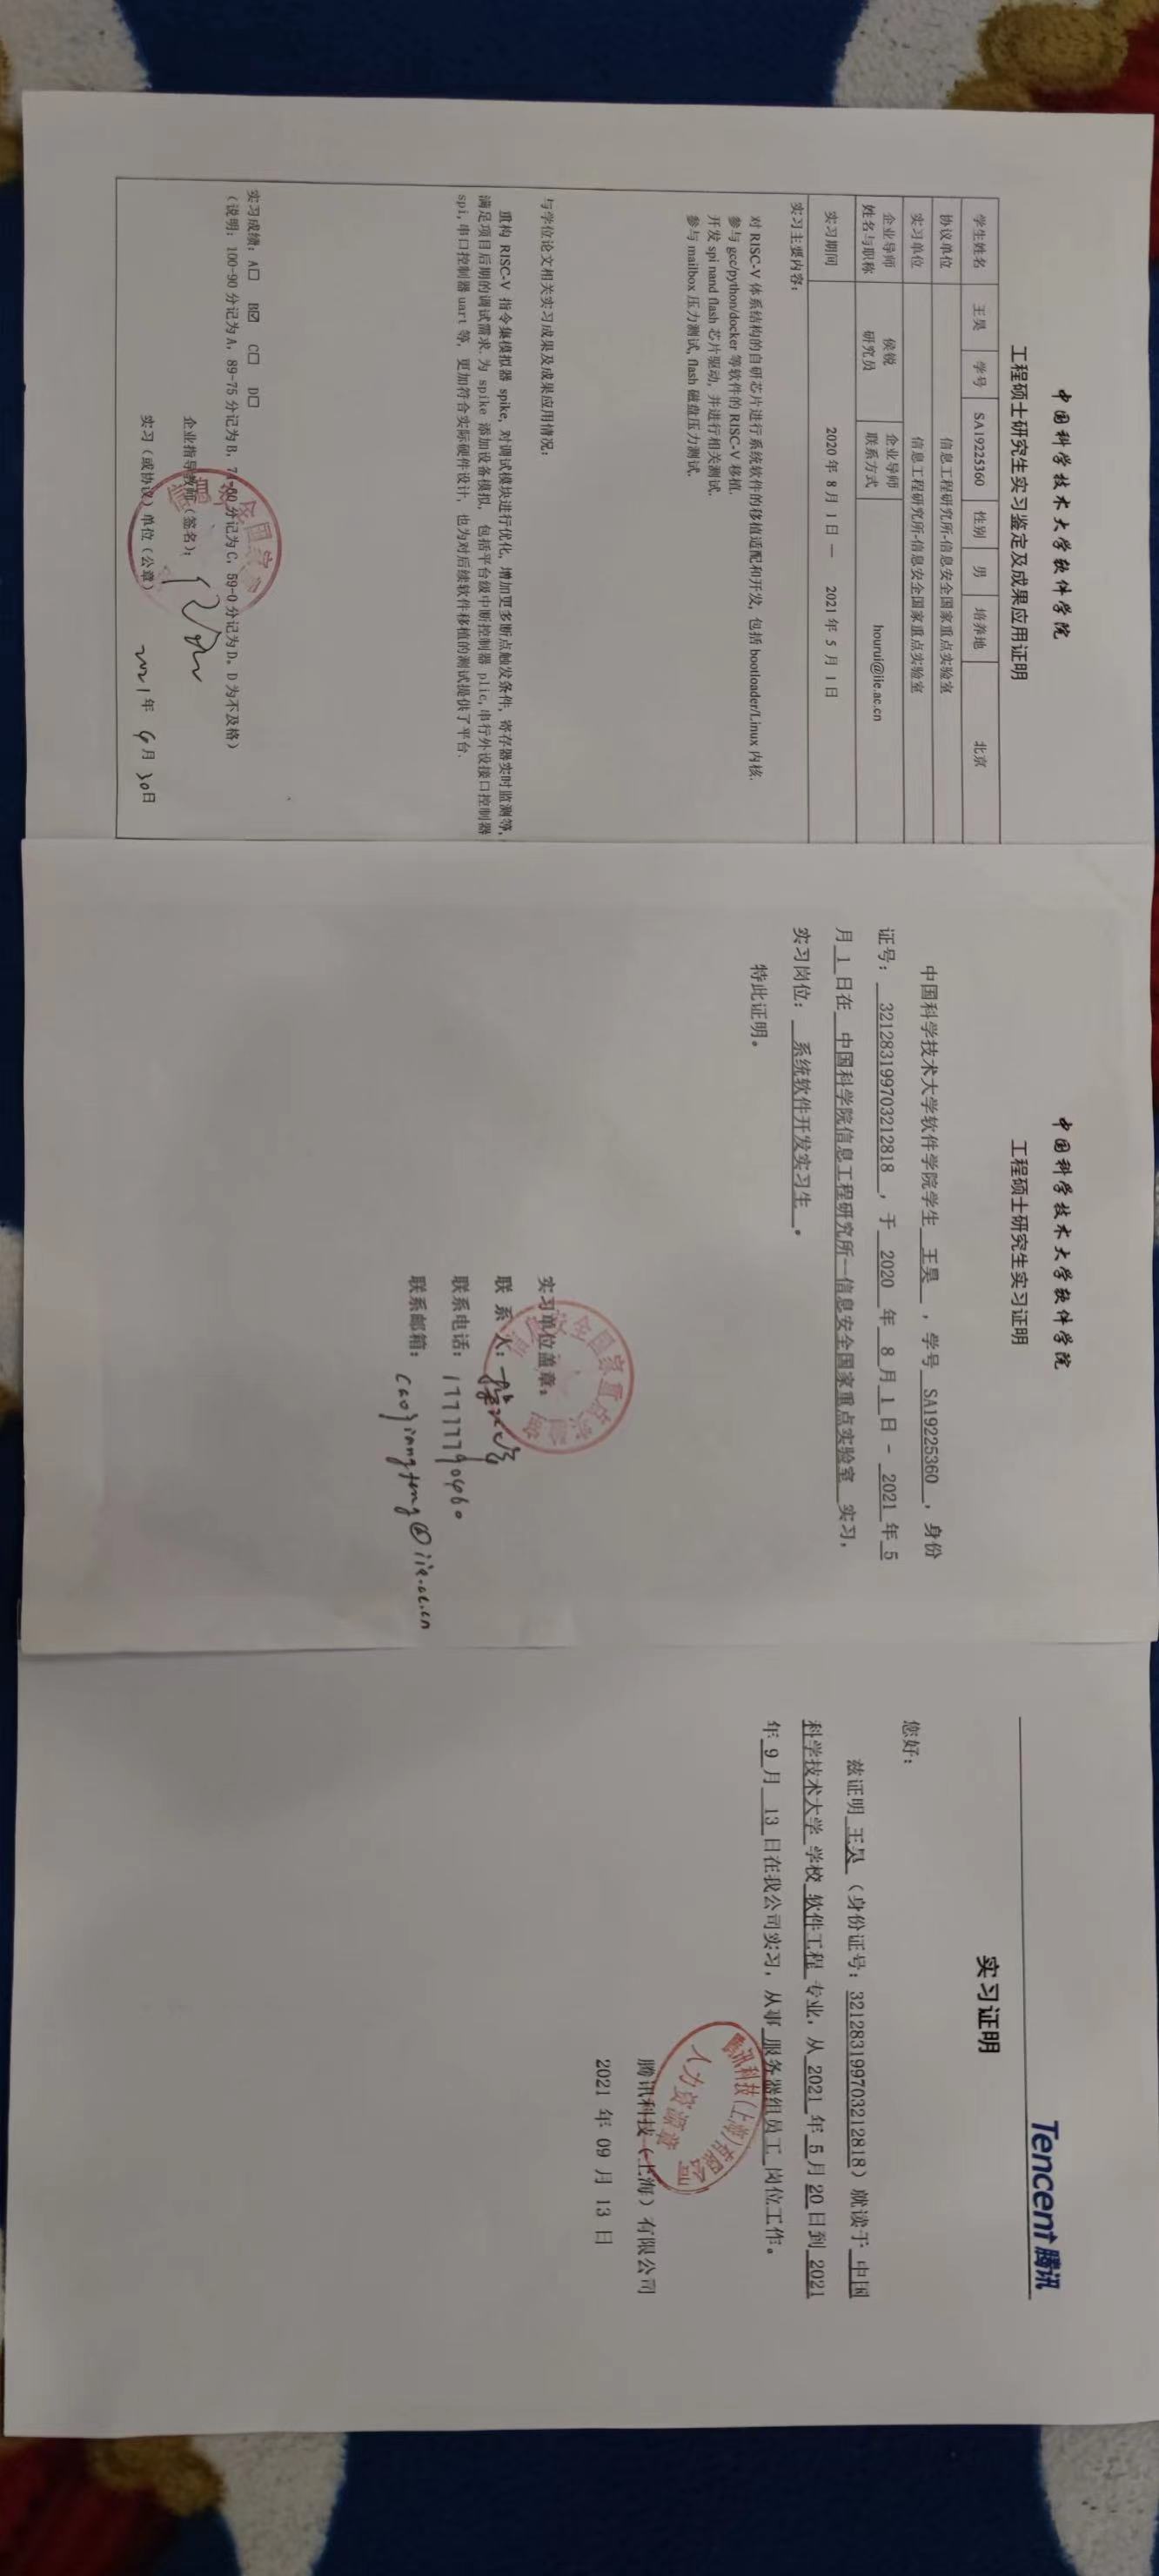 中国科学技术大学软件学院
工程硕士研究生实习鉴定及成果应用证明
学生姓名 王昊 学号 SA19225360 性别 男 培养地 北京
协议单位 信息工程研究所-信息安全国家重点实验室
实习单位 信息工程研究所-信息安全国家重点实验室
企业导师姓名与职称 侯锐 研究员 企业导师联系方式 hourui@iie.ac.cn
实习期间 2020 年 8 月 1 日 — 2021 年 5 月 1 日
实习主要内容:
对 RISC-V 体系结构的自研芯片进行系统软件的移植适配和开发, 包括 bootloader/Linux 内核.
参与 gcc/python/docker 等软件的 RISC-V 移植.
开发 spi nand flash 芯片驱动, 并进行相关测试.
参与 mailbox 压力测试, flash 磁盘压力测试.
与学位论文相关实习成果及成果应用情况:
重构 RISC-V 指令集模拟器 spike, 对调试模块进行优化, 增加更多断点触发条件, 寄存器实时监测等,
满足项目后期的调试需求. 为 spike 添加设备模拟, 包括平台级中断控制器 plic, 串行外设接口控制器
spi, 串口控制器 uart 等, 更加符合实际硬件设计, 也为对后续软件移植的测试提供了平台.
实习成绩: A□ B☑ C□ D□
(说明: 100-90 分记为 A, 89-75 分记为 B, 74-60 分记为 C, 59-0 分记为 D, D 为不及格)
企业指导教师(签名):
实习(或协议)单位(公章) 2021年 9月 30日
中国科学技术大学软件学院
工程硕士研究生实习证明
中国科学技术大学软件学院学生 王昊 ,学号 SA19225360 ,身份
证号: 321283199703212818 ,于 2020 年 8 月 1 日 - 2021 年 5
月 1 日在 中国科学院信息工程研究所—信息安全国家重点实验室 实习,
实习岗位: 系统软件开发实习生 。
特此证明。
实习单位盖章:
联 系 人:
联系电话: 17777790460
联系邮箱: caojiangfeng@iie.ac.cn
Tencent 腾讯
实习证明
您好:
兹证明 王昊 (身份证号: 321283199703212818) 就读于 中国
科学技术大学 学校 软件工程 专业, 从 2021 年 5 月 20 日到 2021
年 9 月 13 日在我公司实习, 从事 服务器组员工 岗位工作。
腾讯科技(上海)有限公司
人力资源章
腾讯科技(上海)有限公司
2021 年 09 月 13 日